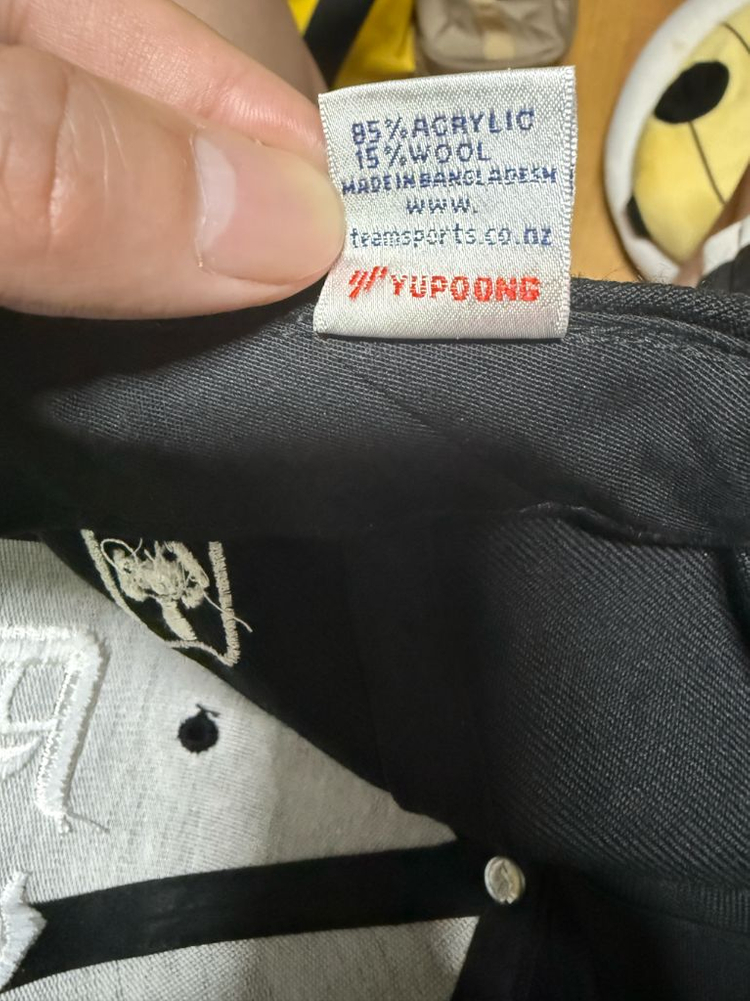 85%ACRYLIC
15%WOOL
MADE IN BANGLADESH
WWW.
teamsports.co.nz
YUPOONG